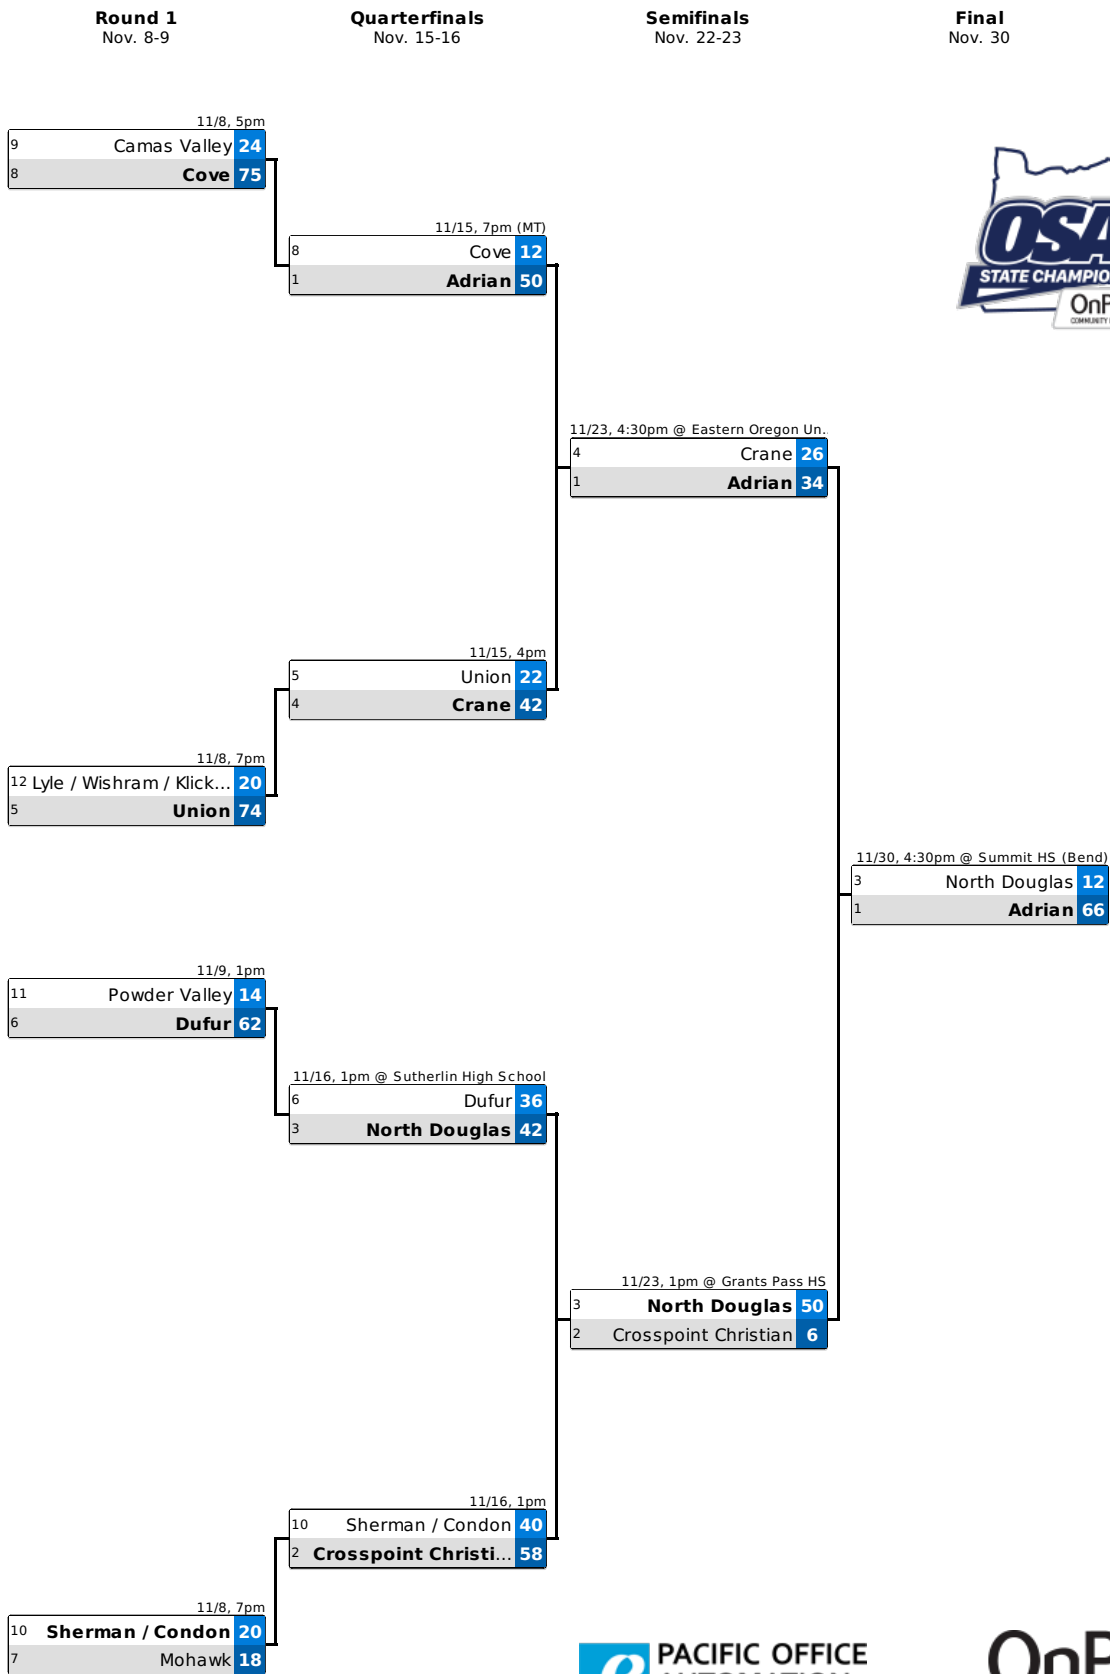 Round 1
Nov. 8-9
Quarterfinals
Nov. 15-16
Semifinals
Nov. 22-23
Final
Nov. 30
11/8, 5pm
9 Camas Valley 24
8 Cove 75
11/15, 7pm (MT)
8 Cove 12
1 Adrian 50
OSA
STATE CHAMPIO
OnP
COMMUNITY
11/23, 4:30pm @ Eastern Oregon Un.
4 Crane 26
1 Adrian 34
11/15, 4pm
5 Union 22
4 Crane 42
11/8, 7pm
12 Lyle / Wishram / Klick... 20
5 Union 74
11/30, 4:30pm @ Summit HS (Bend)
3 North Douglas 12
1 Adrian 66
11/9, 1pm
11 Powder Valley 14
6 Dufur 62
11/16, 1pm @ Sutherlin High School
6 Dufur 36
3 North Douglas 42
11/23, 1pm @ Grants Pass HS
3 North Douglas 50
2 Crosspoint Christian 6
11/16, 1pm
10 Sherman / Condon 40
2 Crosspoint Christi... 58
11/8, 7pm
10 Sherman / Condon 20
7 Mohawk 18
PACIFIC OFFICE
AUTOMATION
OnP